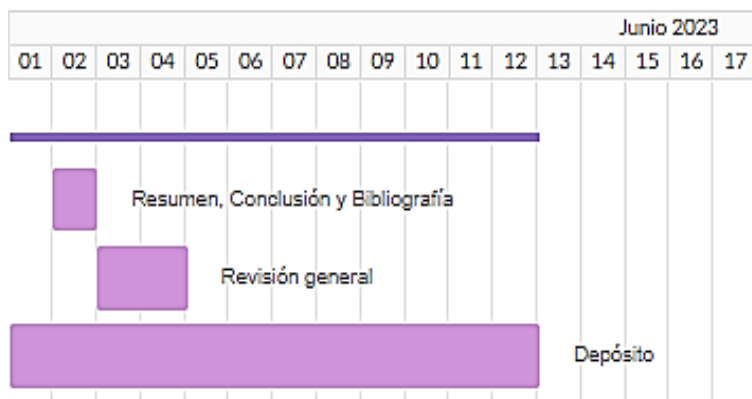 Junio 2023
01 02 03 04 05 06 07 08 09 10 11 12 13 14 15 16 17
Resumen, Conclusión y Bibliografía
Revisión general
Depósito